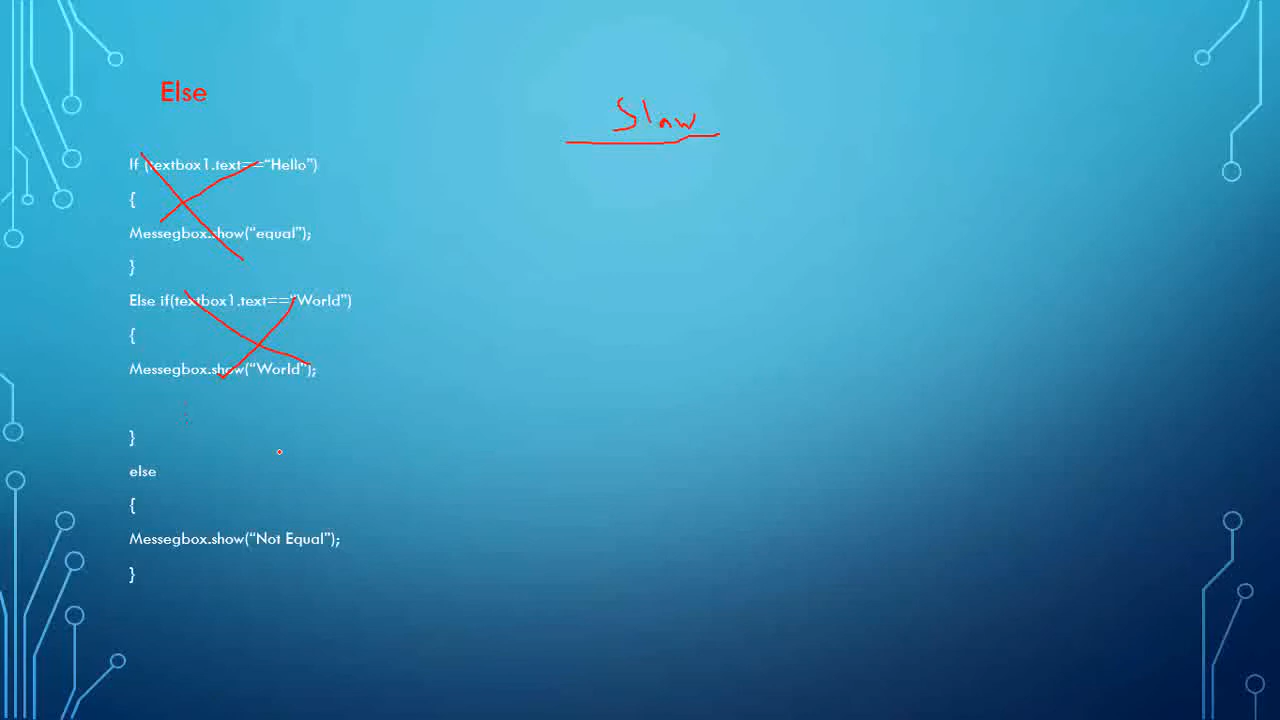 Else
Slaw
If (textbox1.text==“Hello”)
{
Messegbox.show(“equal”);
}
Else if(textbox1.text==“World”)
{
Messegbox.show(“World”);
}
else
{
Messegbox.show(“Not Equal”);
}